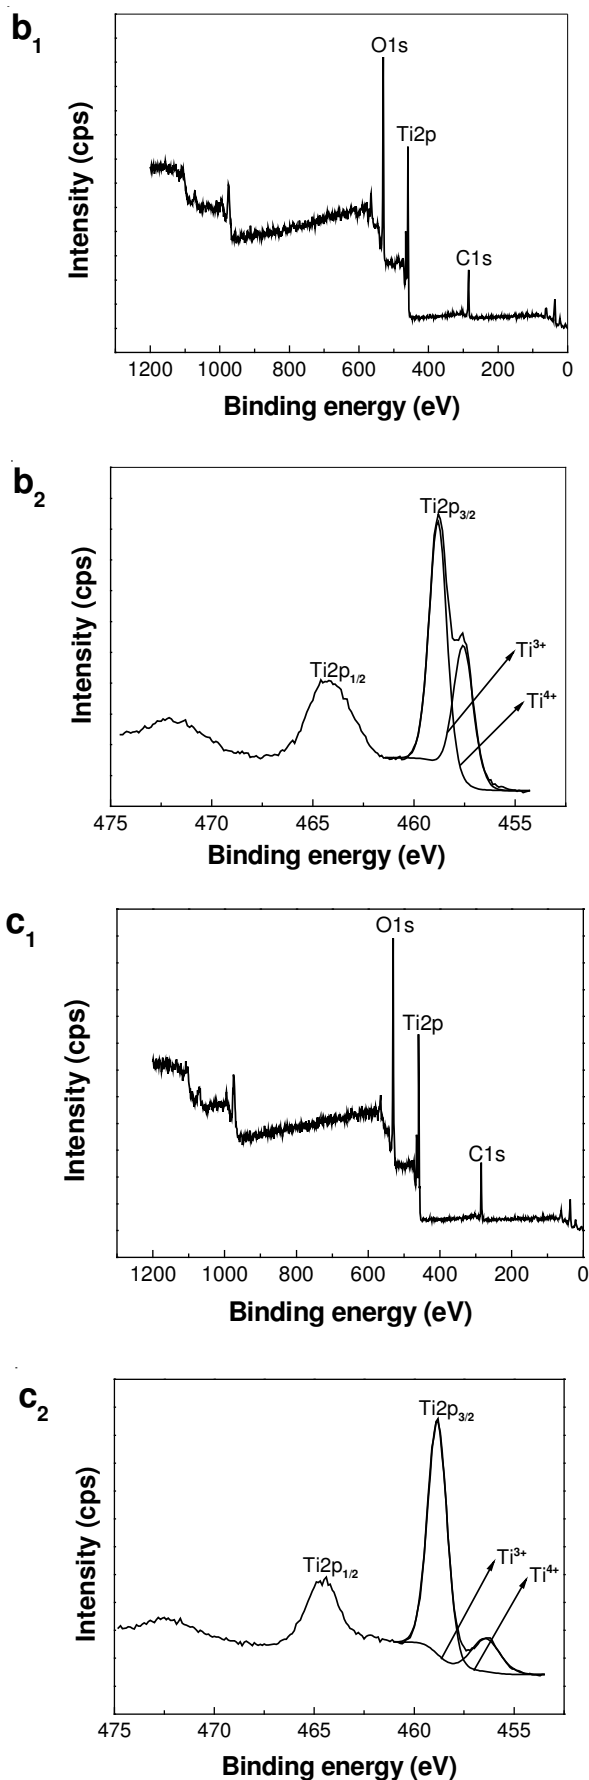 b1
O1s
Ti2p
C1s
Intensity (cps)
1200 1000 800 600 400 200 0
Binding energy (eV)
b2
Ti2p3/2
Ti3+
Ti2p1/2
Ti4+
Intensity (cps)
475 470 465 460 455
Binding energy (eV)
c1
O1s
Ti2p
C1s
Intensity (cps)
1200 1000 800 600 400 200 0
Binding energy (eV)
c2
Ti2p3/2
Ti3+
Ti2p1/2
Ti4+
Intensity (cps)
475 470 465 460 455
Binding energy (eV)